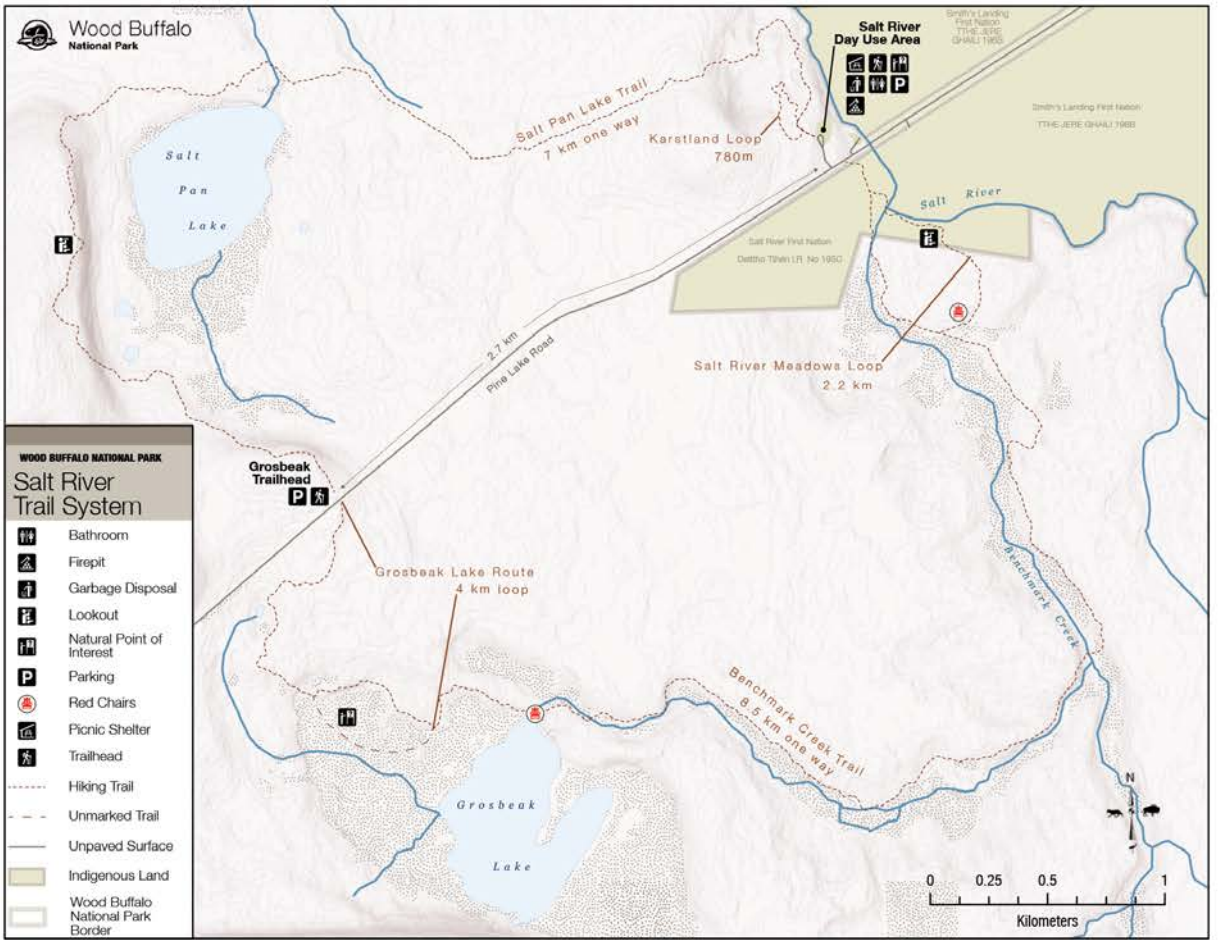 Wood Buffalo
National Park
Salt River
Day Use Area
Smith's Landing
First Nation
TTHE JERE
GHAILI 196B
Smith's Landing First Nation
TTHE JERE GHAILI 196B
Salt Pan Lake Trail
7 km one way
Karstland Loop
780m
Salt
Pan
Lake
Salt River
Salt River First Nation
P
2.7 km
Pine Lake Road
Salt River Meadows Loop
2.2 km
Grosbeak
Trailhead
P
Grosbeak Lake Route
4 km loop
Benchmark Creek
Benchmark Creek Trail
8.5 km one way
Grosbeak
Lake
WOOD BUFFALO NATIONAL PARK
Salt River
Trail System
Bathroom
Firepit
Garbage Disposal
Lookout
Natural Point of
Interest
P Parking
Red Chairs
Picnic Shelter
Trailhead
Hiking Trail
Unmarked Trail
Unpaved Surface
Indigenous Land
Wood Buffalo
National Park
Border
N
0 0.25 0.5 1
Kilometers